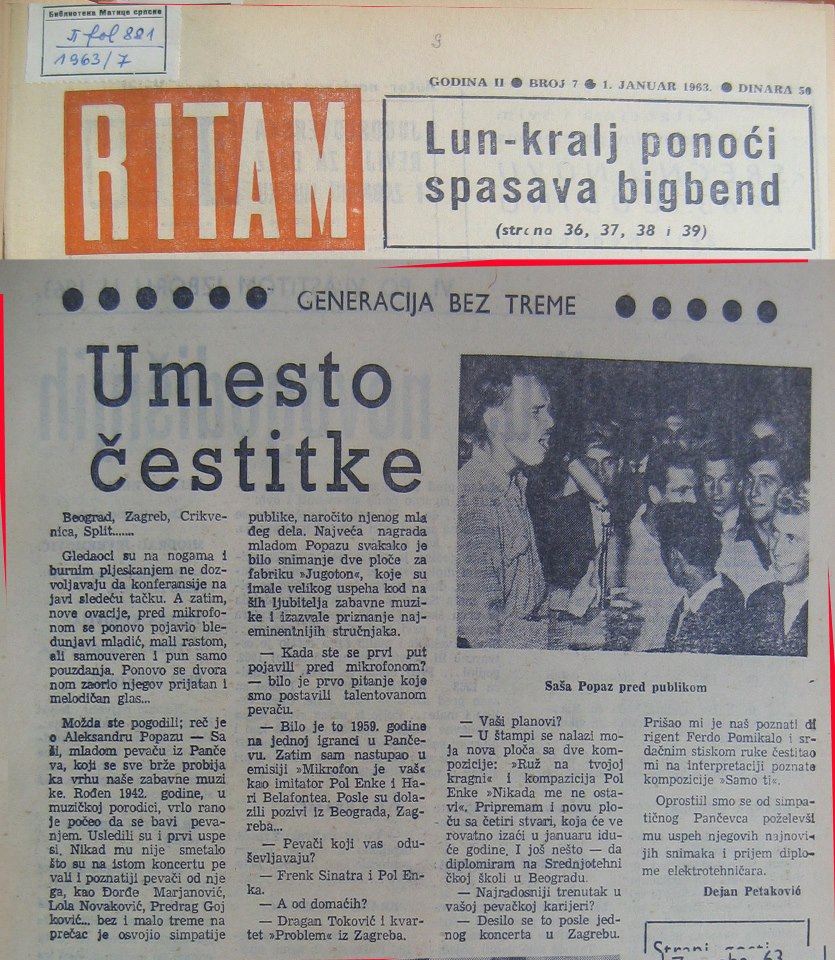 Библиотека Матице српске
П fol 881
1963/7
9
GODINA II ● BROJ 7 ● 1. JANUAR 1963. ● DINARA 50
RITAM
Lun-kralj ponoći
spasava bigbend
(strana 36, 37, 38 i 39)
GENERACIJA BEZ TREME
Umesto
čestitke
Beograd, Zagreb, Crikve-
nica, Split......
Gledaoci su na nogama i
burnim pljeskanjem ne doz-
voljavaju da konferansije na
javi sledeću tačku. A zatim,
nove ovacije, pred mikrofo-
nom se ponovo pojavio ble-
dunjavi mladić, mali rastom,
ali samouveren i pun samo
pouzdanja. Ponovo se dvora
nom zaorio njegov prijatan i
melodičan glas...
Možda ste pogodili; reč je
o Aleksandru Popazu — Sa
ši, mladom pevaču iz Panče
va, koji se sve brže probija
ka vrhu naše zabavne muzi
ke. Rođen 1942. godine, u
muzičkoj porodici, vrlo rano
je počeo da se bavi peva-
njem. Usledili su i prvi uspe
si. Nikad mu nije smetalo
što su na istom koncertu pe
vali i poznatiji pevači od nje
ga, kao Đorđe Marjanović,
Lola Novaković, Predrag Goj
ković... bez i malo treme na
prečac je osvojio simpatije
publike, naročito njenog mla
đeg dela. Najveća nagrada
mladom Popazu svakako je
bilo snimanje dve ploče za
fabriku »Jugoton«, koje su
imale velikog uspeha kod na
ših ljubitelja zabavne muzi-
ke i izazvale priznanje naj-
eminentnijih stručnjaka.
— Kada ste se prvi put
pojavili pred mikrofonom?
— bilo je prvo pitanje koje
smo postavili talentovanom
pevaču.
— Bilo je to 1959. godine
na jednoj igranci u Panče-
vu. Zatim sam nastupao u
emisiji »Mikrofon je vaš«
kao imitator Pol Enke i Ha-
ri Belafontea. Posle su dola-
zili pozivi iz Beograda, Zag-
reba...
— Pevači koji vas odu-
ševljavaju?
— Frenk Sinatra i Pol En-
ka.
— A od domaćih?
— Dragan Toković i kvar-
tet »Problem« iz Zagreba.
Saša Popaz pred publikom
— Vaši planovi?
— U štampi se nalazi mo-
ja nova ploča sa dve kom-
pozicije: »Ruž na tvojoj
kragni« i kompazicija Pol
Enke »Nikada me ne osta-
vi«. Pripremam i novu plo-
ču sa četiri stvari, koja će ve
rovatno izaći u januaru idu-
će godine. I još nešto — da
diplomiram na Srednjotehni
čkoj školi u Beogradu.
— Najradosniji trenutak u
vašoj pevačkoj karijeri?
— Desilo se to posle jed-
nog koncerta u Zagrebu.
Prišao mi je naš poznati di
rigent Ferdo Pomikalo i sr-
dačnim stiskom ruke čestitao
mi na interpretaciji poznate
kompozicije »Samo ti«.
Oprostili smo se od simpa-
tičnog Pančevca poželevši
mu uspeh njegovih najnovi-
jih snimaka i prijem diplo-
me elektrotehničara.
Dejan Petaković